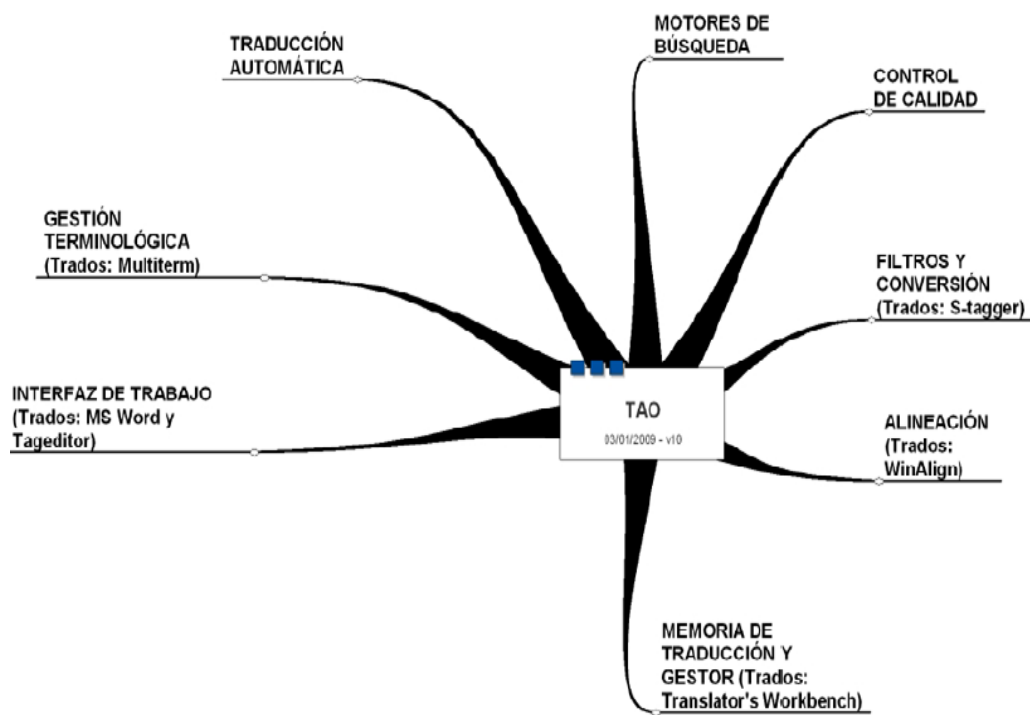 TRADUCCIÓN
AUTOMÁTICA
MOTORES DE
BÚSQUEDA
CONTROL
DE CALIDAD
GESTIÓN
TERMINOLÓGICA
(Trados: Multiterm)
FILTROS Y
CONVERSIÓN
(Trados: S-tagger)
INTERFAZ DE TRABAJO
(Trados: MS Word y
Tageditor)
TAO
03/01/2009 - v10
ALINEACIÓN
(Trados:
WinAlign)
MEMORIA DE
TRADUCCIÓN Y
GESTOR (Trados:
Translator's Workbench)